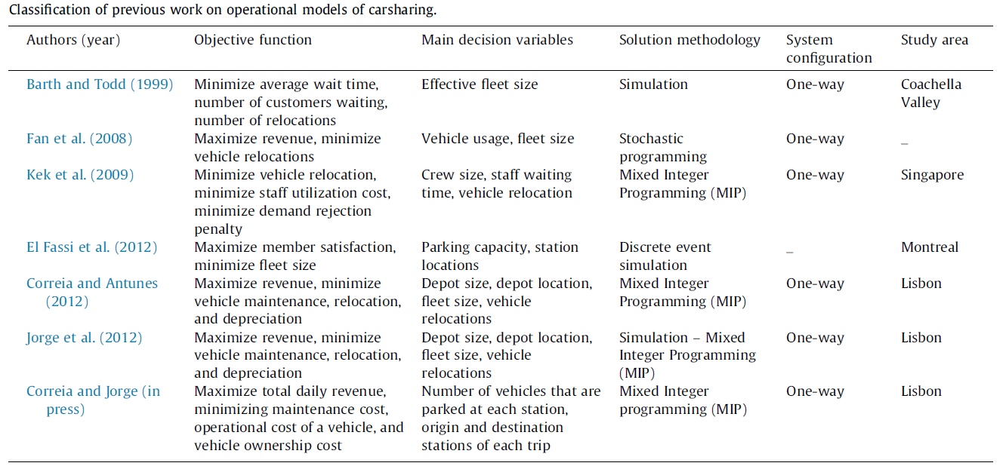 Classification of previous work on operational models of carsharing.
Authors (year) Objective function Main decision variables Solution methodology System configuration Study area
Barth and Todd (1999) Minimize average wait time, Effective fleet size Simulation One-way Coachella
number of customers waiting, Valley
number of relocations
Fan et al. (2008) Maximize revenue, minimize Vehicle usage, fleet size Stochastic One-way _
vehicle relocations programming
Kek et al. (2009) Minimize vehicle relocation, Crew size, staff waiting Mixed Integer One-way Singapore
minimize staff utilization cost, time, vehicle relocation Programming (MIP)
minimize demand rejection
penalty
El Fassi et al. (2012) Maximize member satisfaction, Parking capacity, station Discrete event _ Montreal
minimize fleet size locations simulation
Correia and Antunes Maximize revenue, minimize Depot size, depot location, Mixed Integer One-way Lisbon
(2012) vehicle maintenance, relocation, fleet size, vehicle Programming (MIP)
and depreciation relocations
Jorge et al. (2012) Maximize revenue, minimize Depot size, depot location, Simulation – Mixed One-way Lisbon
vehicle maintenance, relocation, fleet size, vehicle Integer Programming
and depreciation relocations (MIP)
Correia and Jorge (in Maximize total daily revenue, Number of vehicles that are Mixed Integer One-way Lisbon
press) minimizing maintenance cost, parked at each station, programming (MIP)
operational cost of a vehicle, and origin and destination
vehicle ownership cost stations of each trip